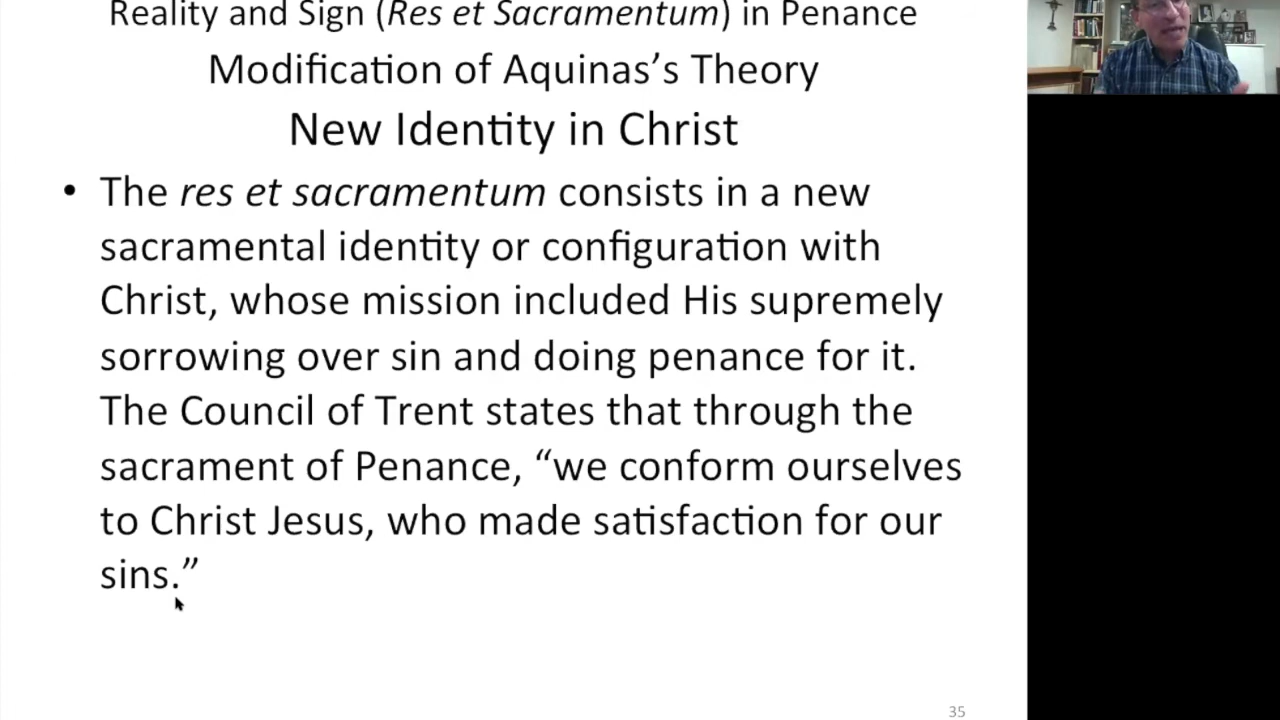 Reality and Sign (Res et Sacramentum) in Penance
Modification of Aquinas’s Theory
New Identity in Christ
• The res et sacramentum consists in a new
sacramental identity or configuration with
Christ, whose mission included His supremely
sorrowing over sin and doing penance for it.
The Council of Trent states that through the
sacrament of Penance, “we conform ourselves
to Christ Jesus, who made satisfaction for our
sins.”
35